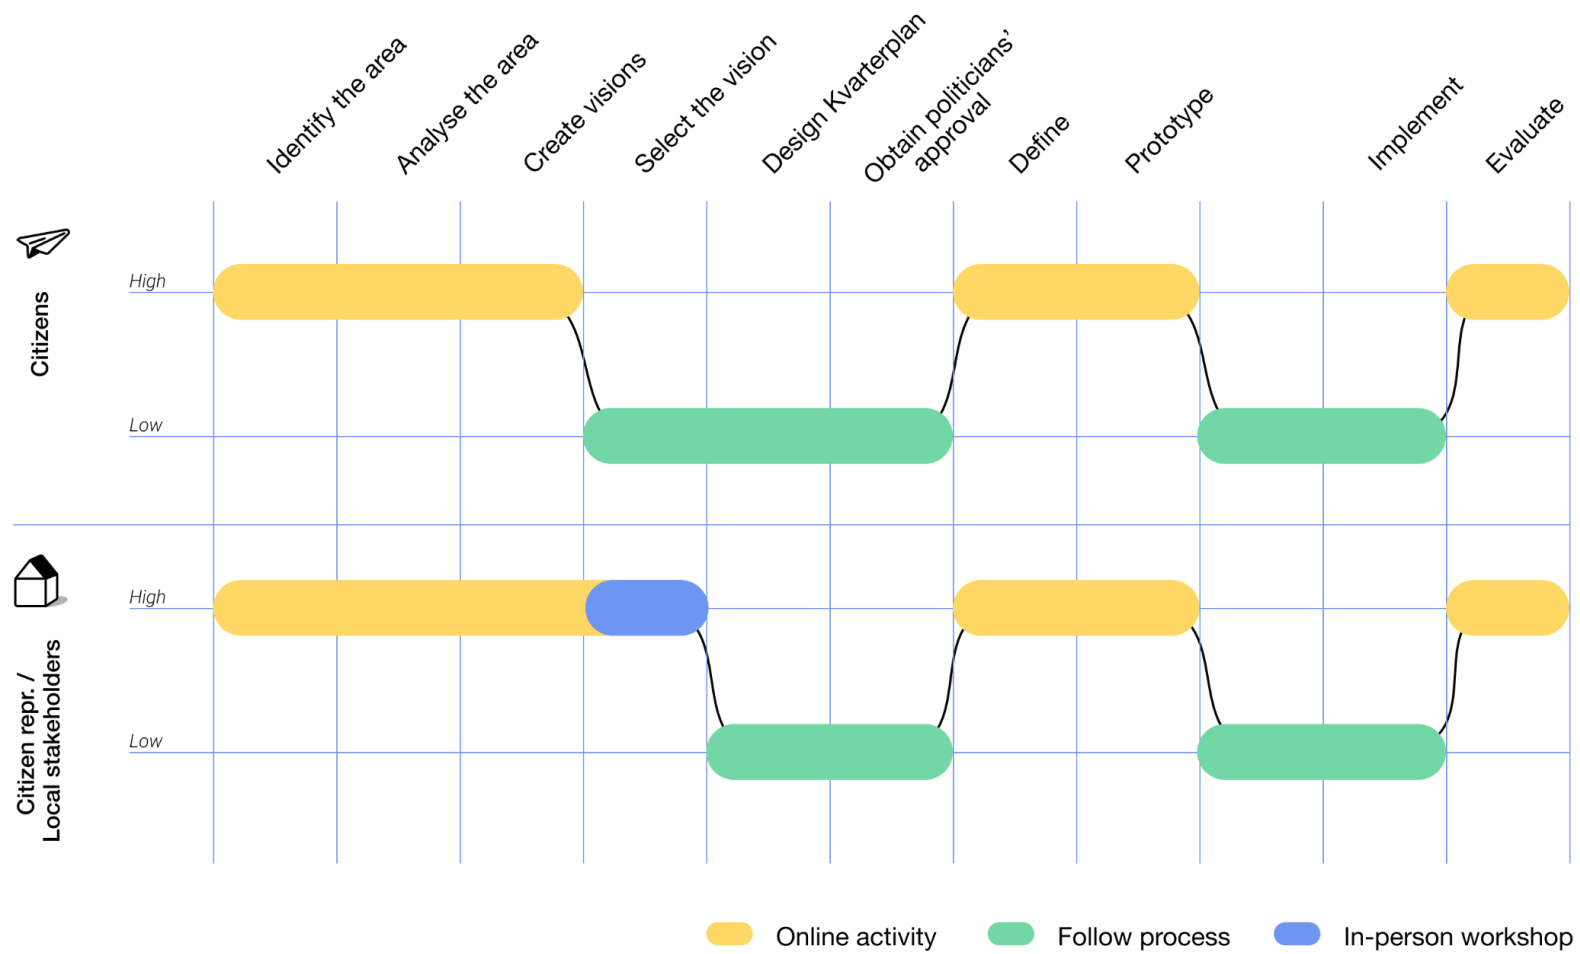 Identify the area
Analyse the area
Create visions
Select the vision
Design Kvarterplan
Obtain politicians’
approval
Define
Prototype
Implement
Evaluate
Citizens
High
Low
Citizen repr. /
Local stakeholders
High
Low
Online activity
Follow process
In-person workshop